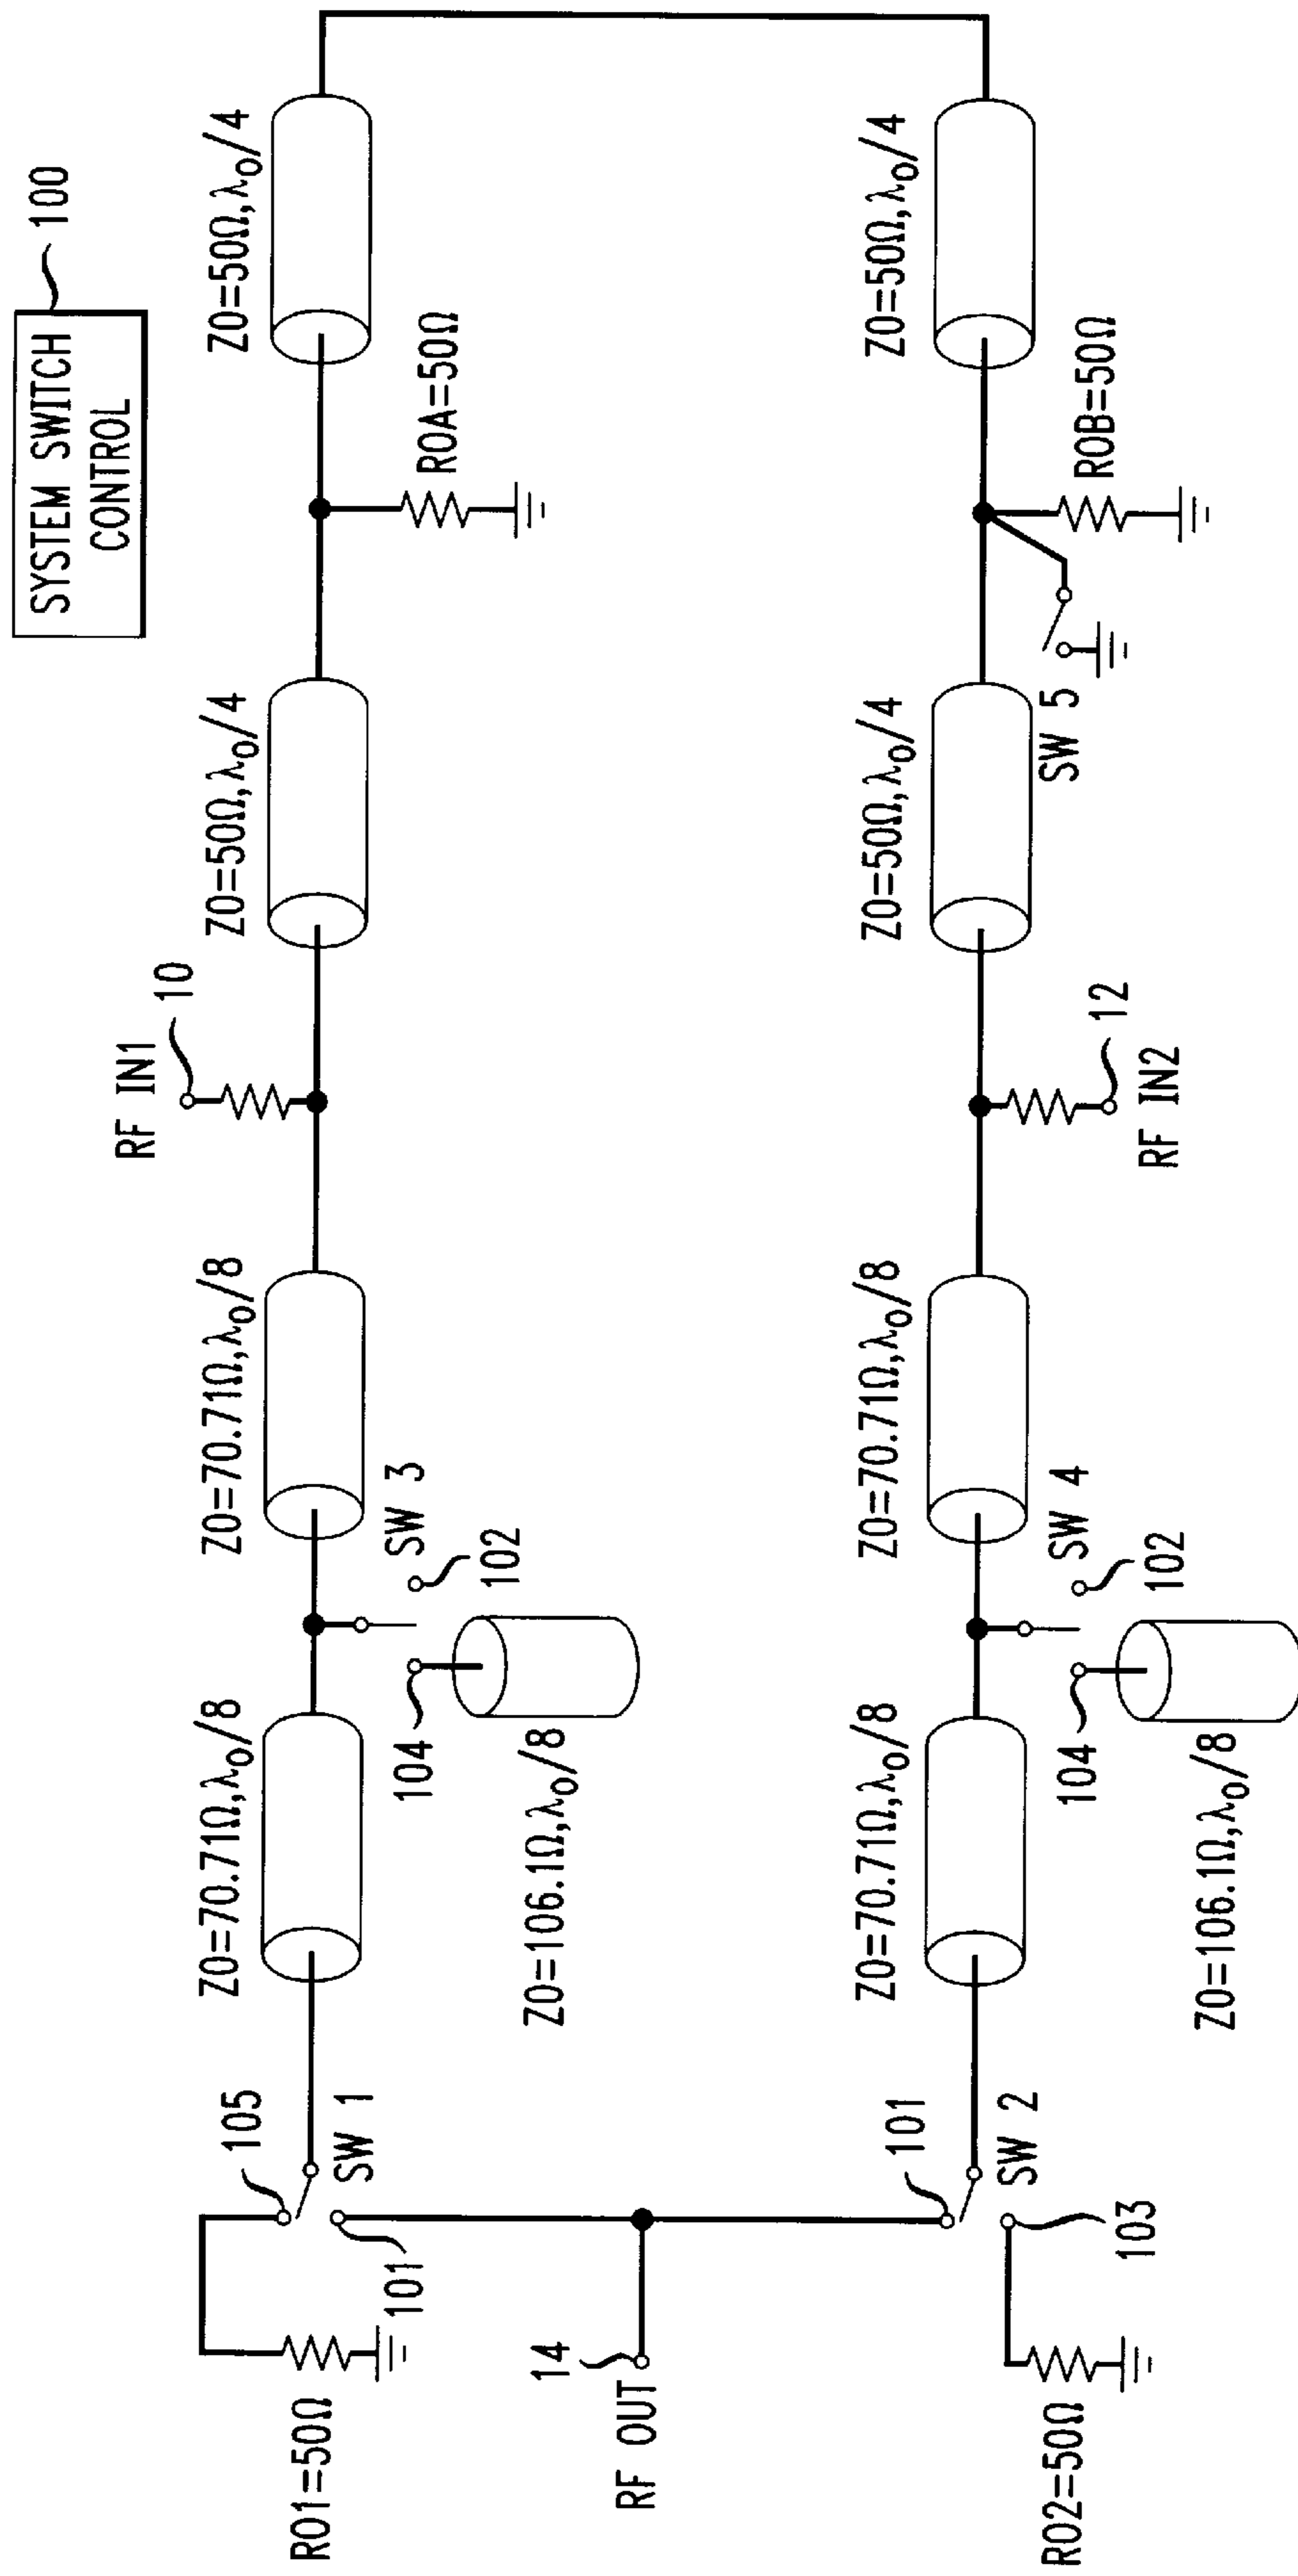 SYSTEM SWITCH
CONTROL
100
Z0=70.71Ω,λ₀/8
Z0=70.71Ω,λ₀/8
Z0=50Ω,λ₀/4
Z0=50Ω,λ₀/4
RF IN1
10
R0A=50Ω
105
SW 1
101
SW 3
102
104
Z0=106.1Ω,λ₀/8
R01=50Ω
14
RF OUT
Z0=70.71Ω,λ₀/8
Z0=70.71Ω,λ₀/8
Z0=50Ω,λ₀/4
Z0=50Ω,λ₀/4
101
SW 2
103
SW 4
102
104
Z0=106.1Ω,λ₀/8
12
RF IN2
SW 5
R0B=50Ω
R02=50Ω